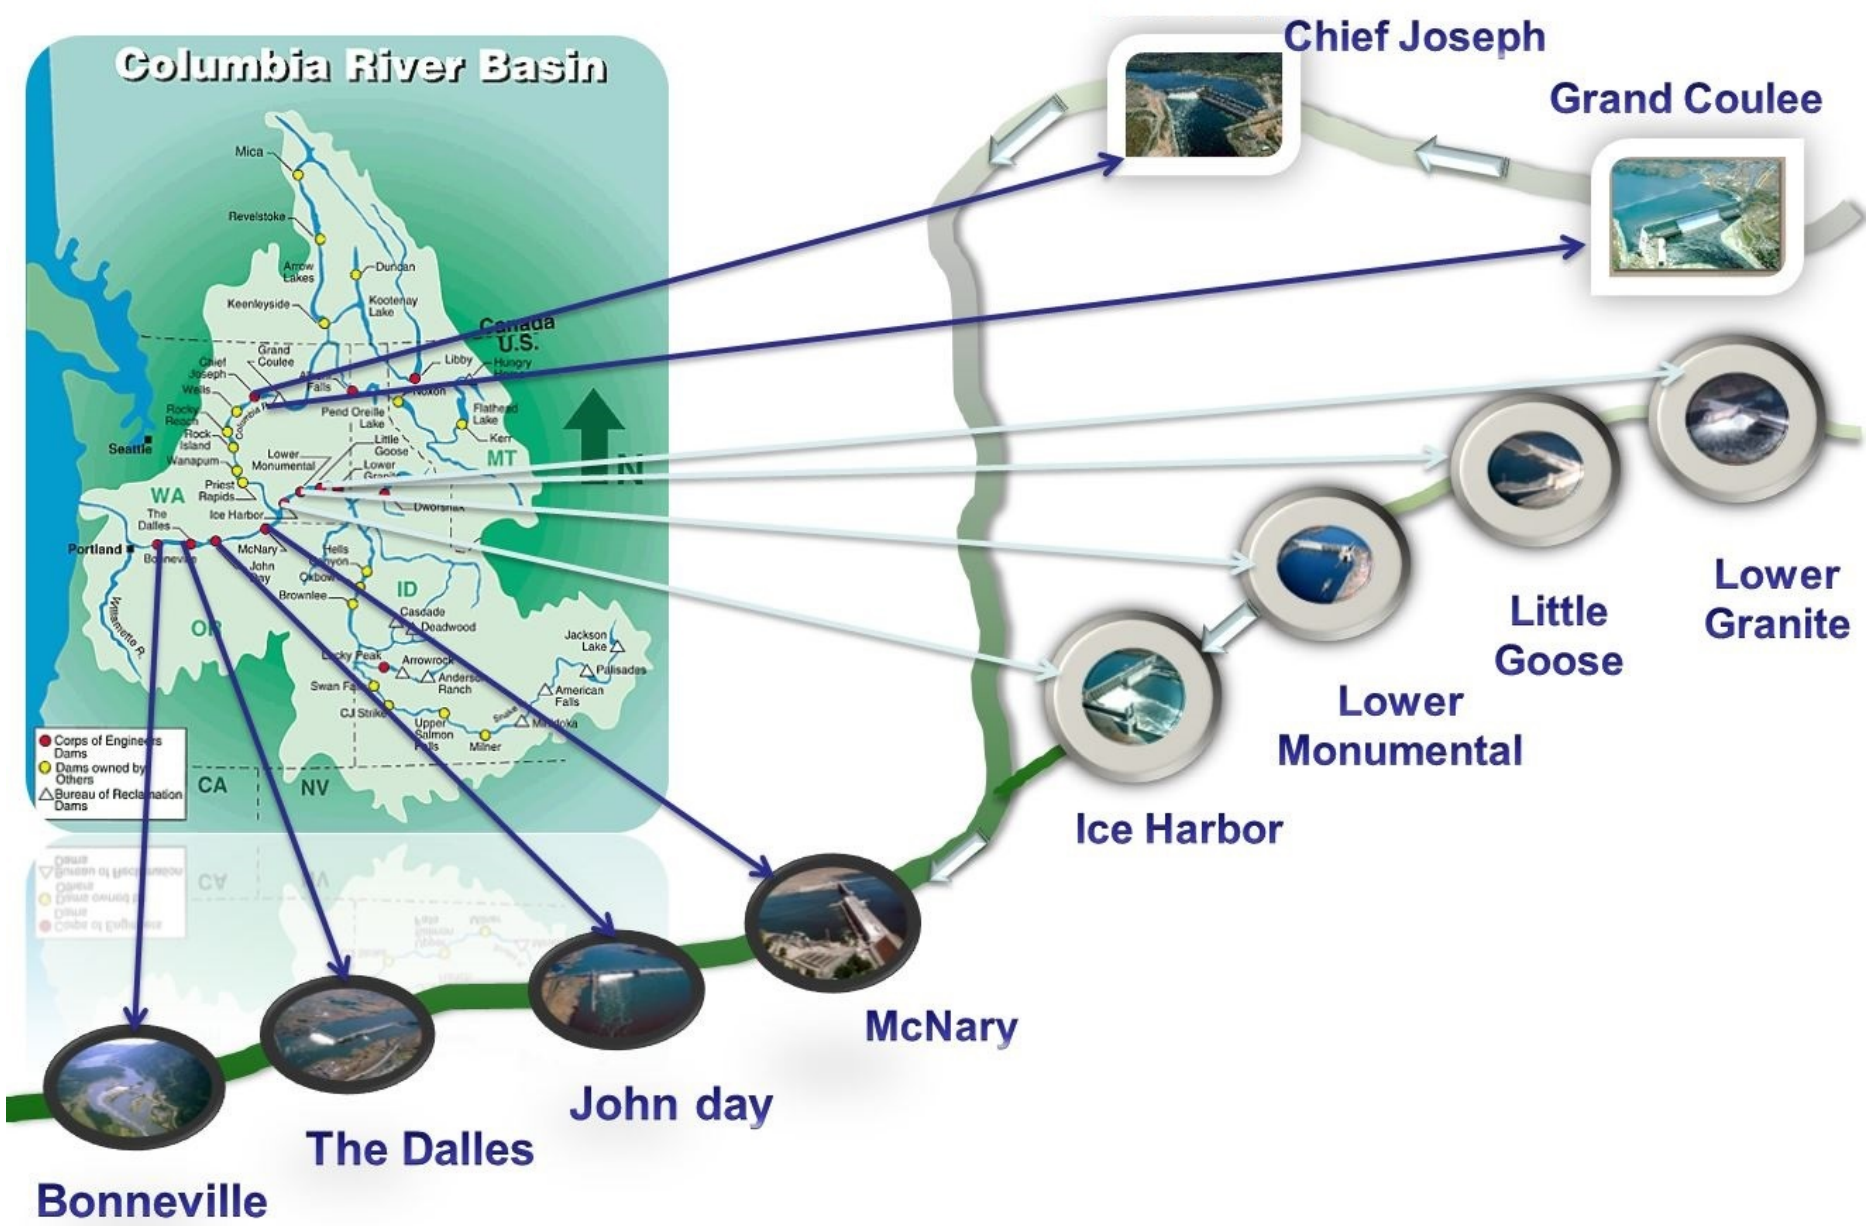 Columbia River Basin
Mica
Revelstoke
Arrow
Lakes
Duncan
Keenleyside
Kootenay
Lake
Canada
U.S.
Grand
Coulee
Chief
Joseph
Libby
Hungry
Falls
Wells
Noxon
Columbia
Rocky
Reach
Pend Oreille
Lake
Flathead
Lake
Rock
Island
Kerr
Seattle
Little
Goose
Lower
Monumental
Wanapum
Lower
MT
N
Priest
Rapids
WA
Dworshak
The
Dalles
Ice Harbor
Portland
Bonneville
McNary
John
Day
Hells
Canyon
Oxbow
Brownlee
ID
Willamette R.
OR
Cascade
Deadwood
Jackson
Lake
Lucky Peak
Arrowrock
Anderson
Ranch
Palisades
Swan Falls
American
Falls
CJ Strike
Upper
Salmon
Falls
Snake
Minidoka
Milner
Corps of Engineers
Dams
Dams owned by
Others
Bureau of Reclamation
Dams
CA
NV
Chief Joseph
Grand Coulee
Lower
Granite
Little
Goose
Lower
Monumental
Ice Harbor
McNary
John day
The Dalles
Bonneville